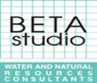 BETA
studio
WATER AND NATURAL
RESOURCES
CONSULTANTS